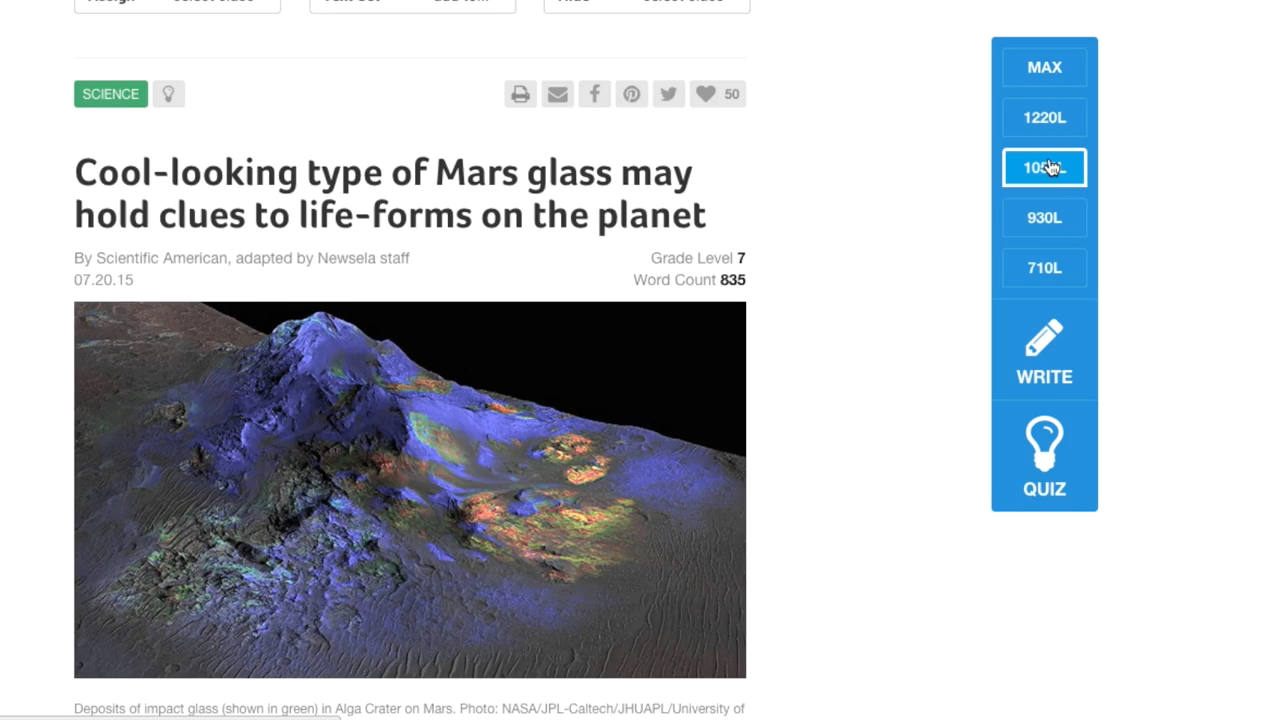 MAX
1220L
SCIENCE
50
Cool-looking type of Mars glass may
hold clues to life-forms on the planet
By Scientific American, adapted by Newsela staff
Grade Level 7
07.20.15
Word Count 835
930L
710L
WRITE
QUIZ
Deposits of impact glass (shown in green) in Alga Crater on Mars. Photo: NASA/JPL-Caltech/JHUAPL/University of